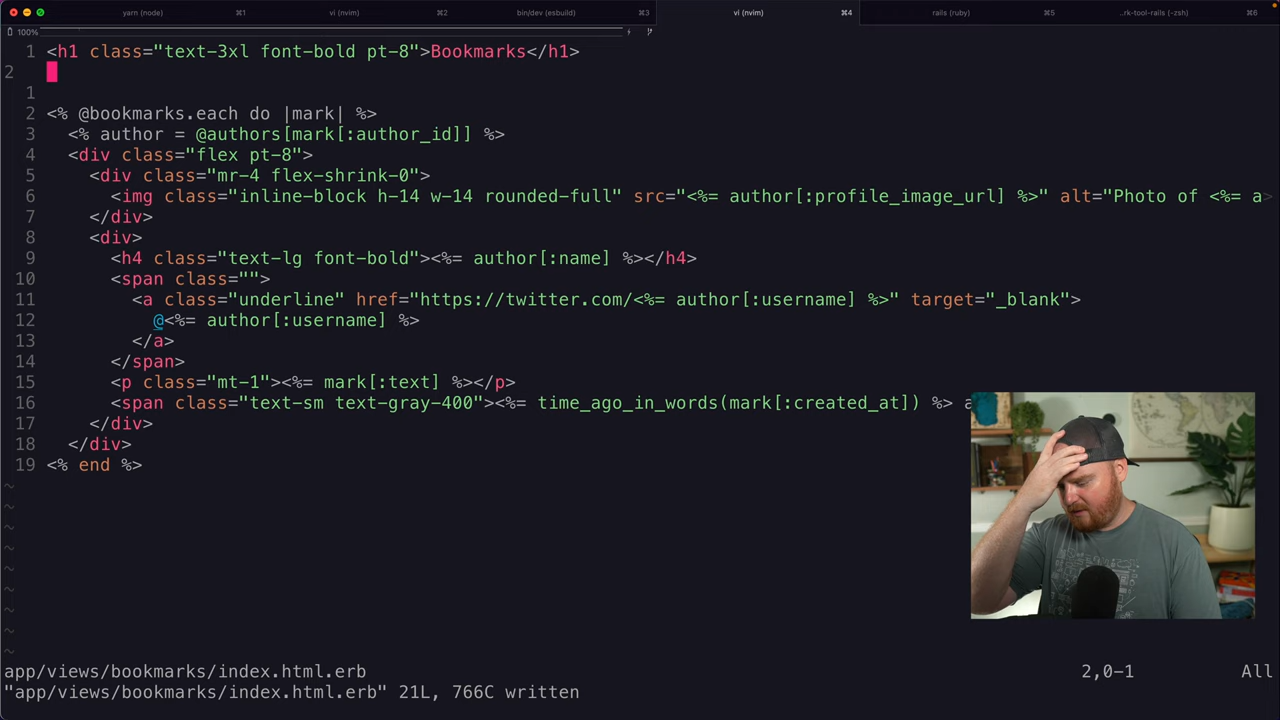 yarn (node) ⌘1 vi (nvim) ⌘2 bin/dev (esbuild) ⌘3 vi (nvim) ⌘4 rails (ruby) ⌘5 ..rk-tool-rails (-zsh) ⌘6
100%
1 <h1 class="text-3xl font-bold pt-8">Bookmarks</h1>
2
1
2 <% @bookmarks.each do |mark| %>
3 <% author = @authors[mark[:author_id]] %>
4 <div class="flex pt-8">
5 <div class="mr-4 flex-shrink-0">
6 <img class="inline-block h-14 w-14 rounded-full" src="<%= author[:profile_image_url] %>" alt="Photo of <%= a>
7 </div>
8 <div>
9 <h4 class="text-lg font-bold"><%= author[:name] %></h4>
10 <span class="">
11 <a class="underline" href="https://twitter.com/<%= author[:username] %>" target="_blank">
12 @<%= author[:username] %>
13 </a>
14 </span>
15 <p class="mt-1"><%= mark[:text] %></p>
16 <span class="text-sm text-gray-400"><%= time_ago_in_words(mark[:created_at]) %> a
17 </div>
18 </div>
19 <% end %>
~
~
~
~
~
~
~
~
~
app/views/bookmarks/index.html.erb 2,0-1 All
"app/views/bookmarks/index.html.erb" 21L, 766C written